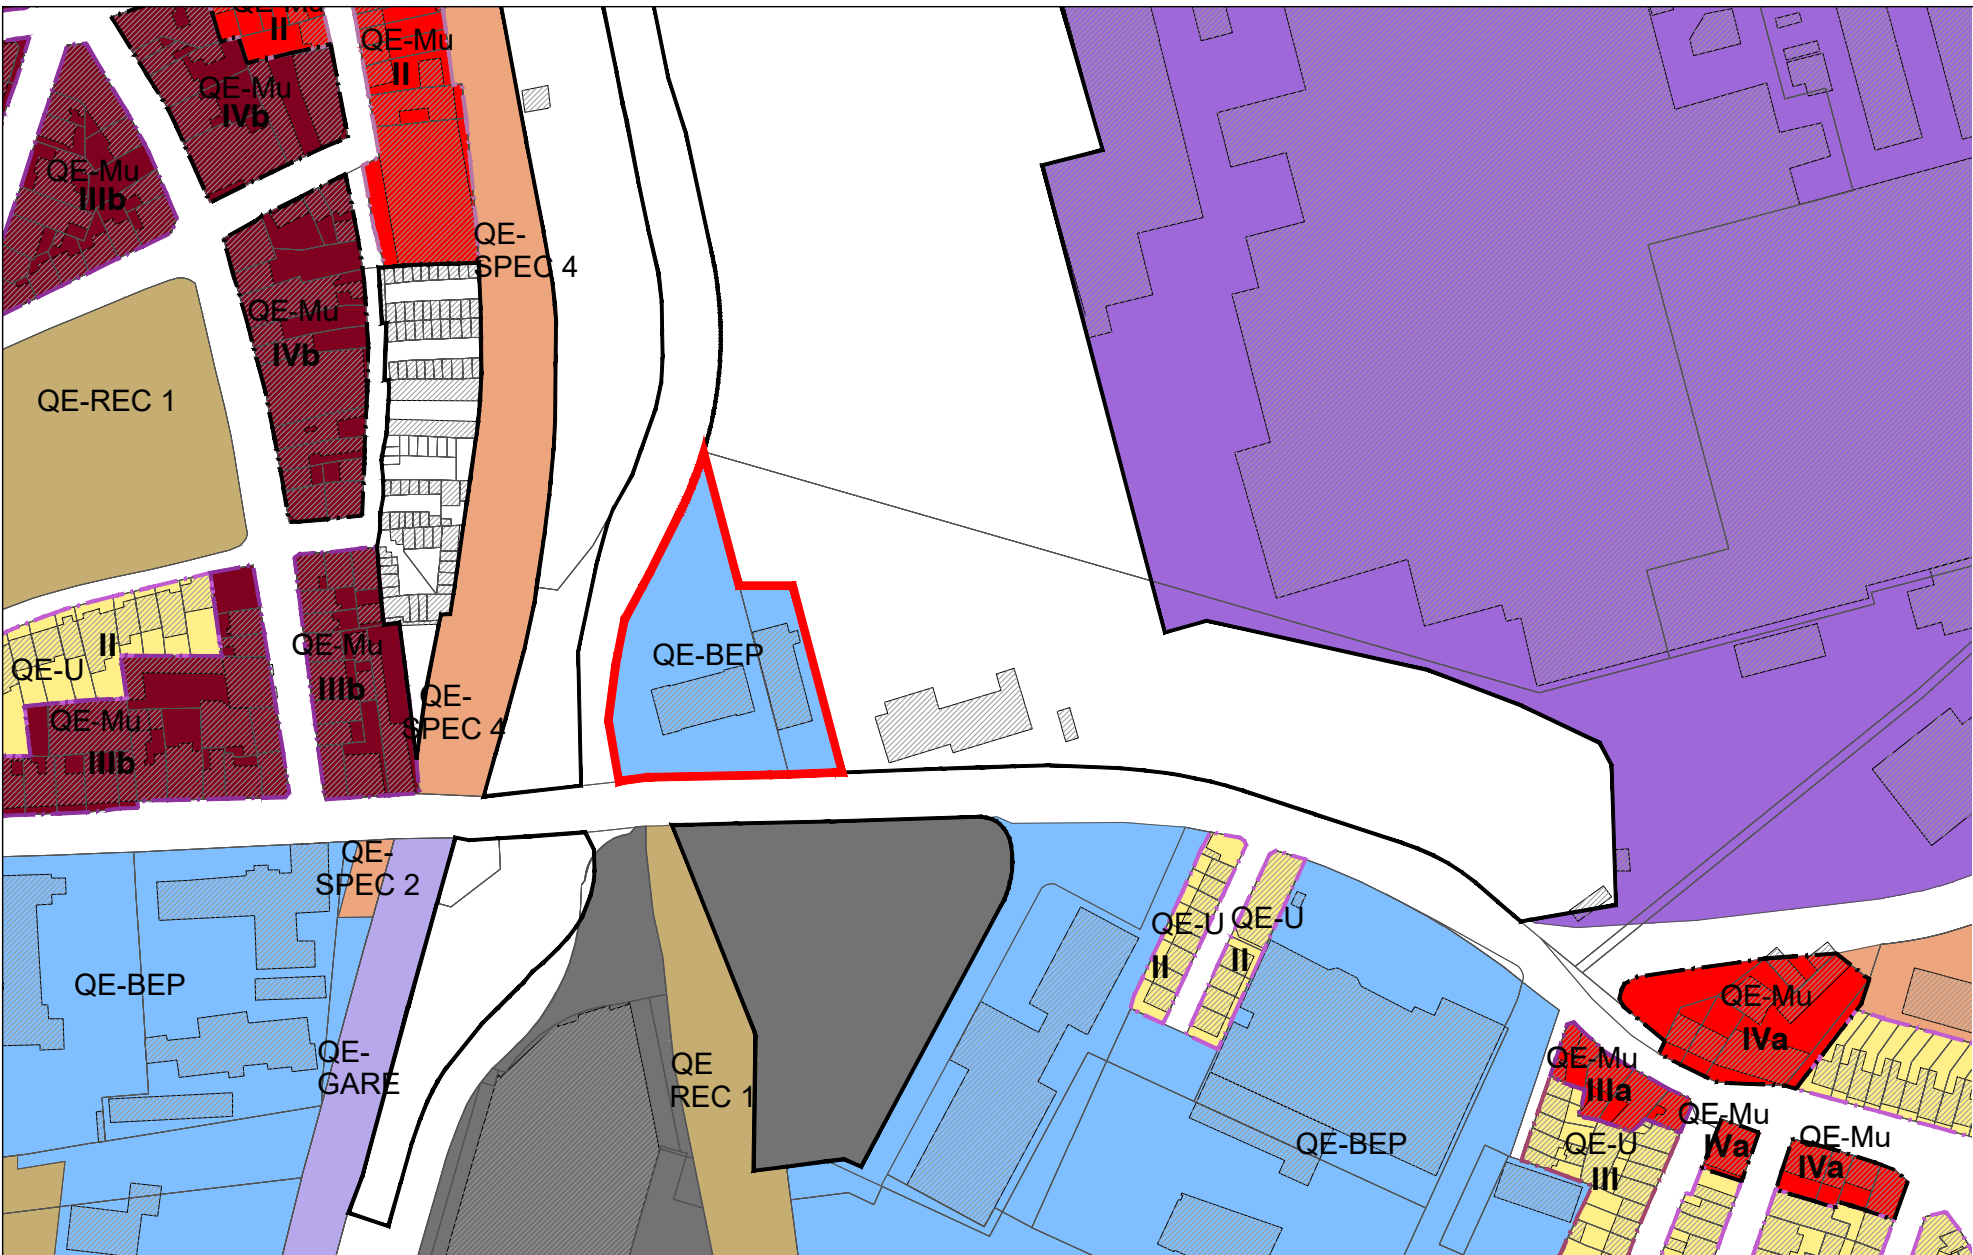 QE-Mu
II
QE-Mu
II
QE-Mu
IVb
QE-Mu
IIIb
QE-
SPEC 4
QE-Mu
IVb
QE-REC 1
II
QE-U
QE-Mu
IIIb
QE-Mu
IIIb
QE-
SPEC 4
QE-BEP
QE-
SPEC 2
QE-BEP
QE-
GARE
QE
REC 1
QE-U
II
QE-U
II
QE-BEP
QE-Mu
IVa
QE-Mu
IIIa
QE-U
III
QE-Mu
IVa
QE-Mu
IVa